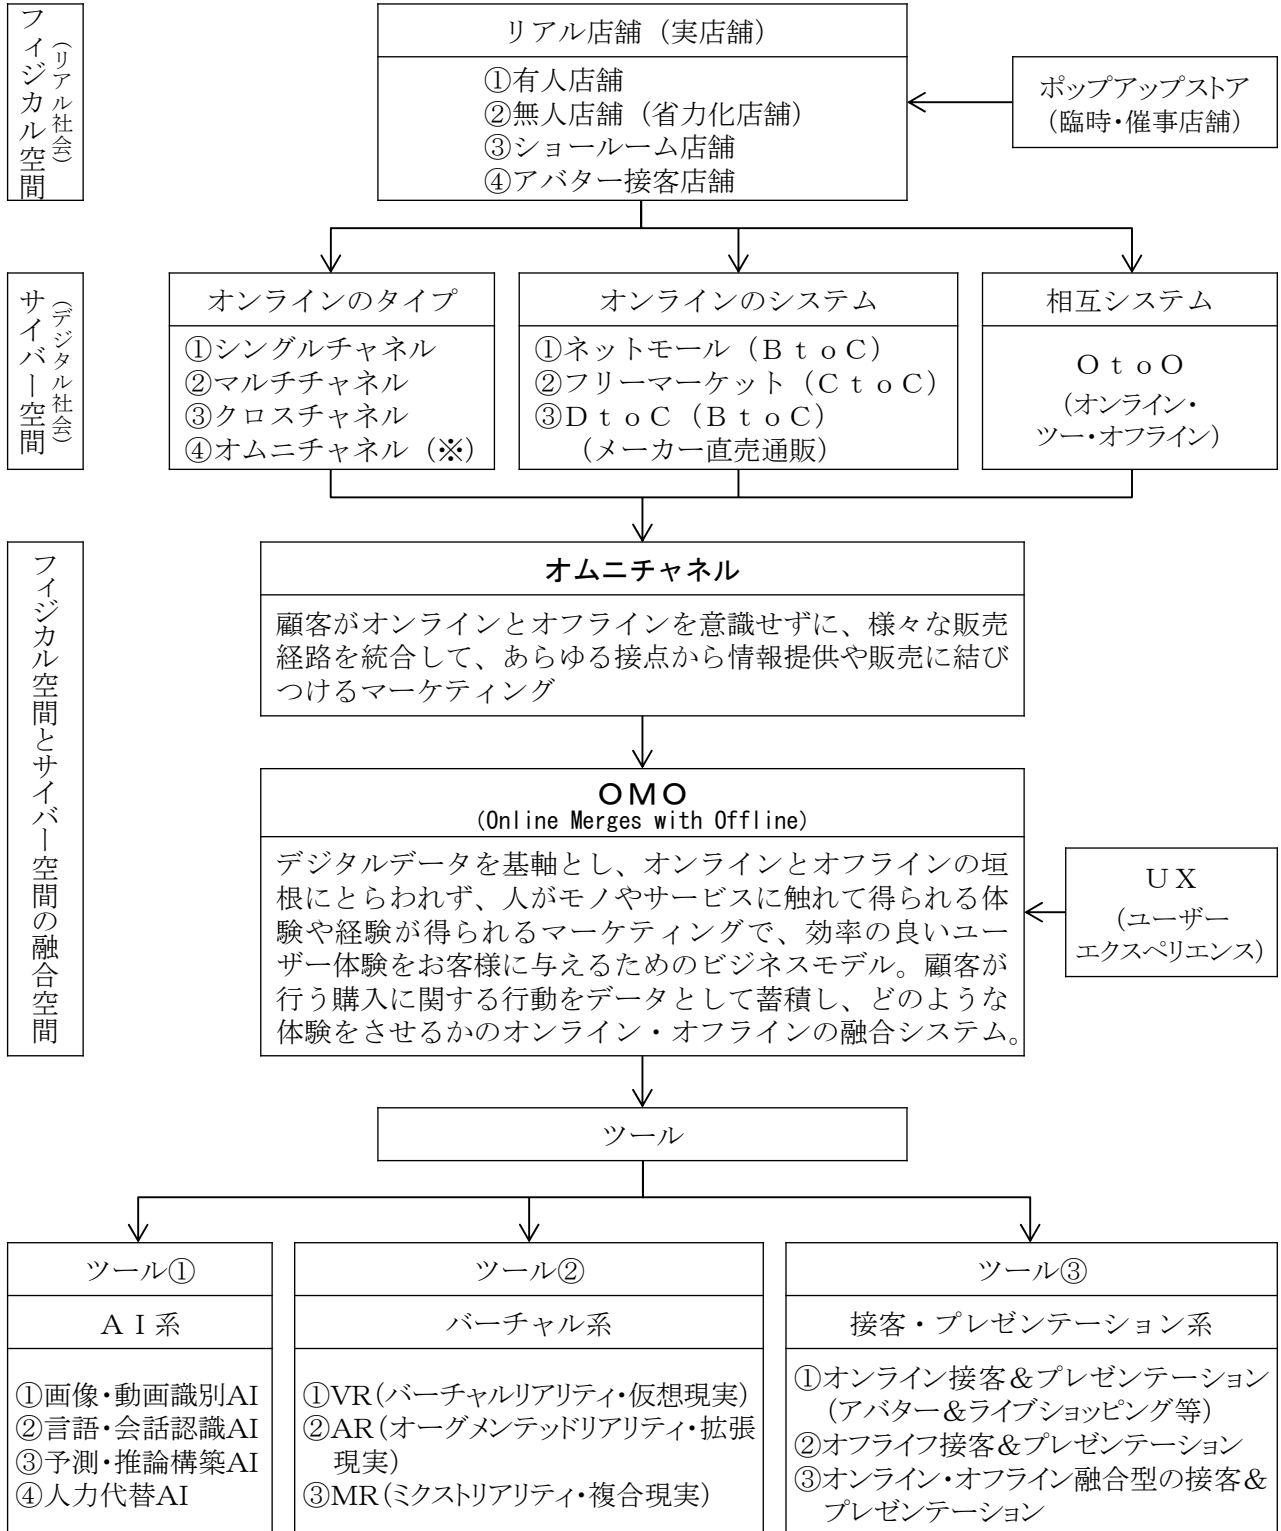 フィジカル空間
(リアル社会)
リアル店舗(実店舗)
①有人店舗
②無人店舗(省力化店舗)
③ショールーム店舗
④アバター接客店舗
ポップアップストア
(臨時・催事店舗)
サイバー空間
(デジタル社会)
オンラインのタイプ
①シングルチャネル
②マルチチャネル
③クロスチャネル
④オムニチャネル(※)
オンラインのシステム
①ネットモール(BtoC)
②フリーマーケット(CtoC)
③DtoC(BtoC)
(メーカー直売通販)
相互システム
OtoO
(オンライン・
ツー・オフライン)
フィジカル空間とサイバー空間の融合空間
オムニチャネル
顧客がオンラインとオフラインを意識せずに、様々な販売
経路を統合して、あらゆる接点から情報提供や販売に結び
つけるマーケティング
OMO
(Online Merges with Offline)
デジタルデータを基軸とし、オンラインとオフラインの垣
根にとらわれず、人がモノやサービスに触れて得られる体
験や経験が得られるマーケティングで、効率の良いユー
ザー体験をお客様に与えるためのビジネスモデル。顧客が
行う購入に関する行動をデータとして蓄積し、どのような
体験をさせるかのオンライン・オフラインの融合システム。
UX
(ユーザー
エクスペリエンス)
ツール
ツール①
AI系
①画像・動画識別AI
②言語・会話認識AI
③予測・推論構築AI
④人力代替AI
ツール②
バーチャル系
①VR(バーチャルリアリティ・仮想現実)
②AR(オーグメンテッドリアリティ・拡張
現実)
③MR(ミクストリアリティ・複合現実)
ツール③
接客・プレゼンテーション系
①オンライン接客&プレゼンテーション
(アバター&ライブショッピング等)
②オフライフ接客&プレゼンテーション
③オンライン・オフライン融合型の接客&
プレゼンテーション